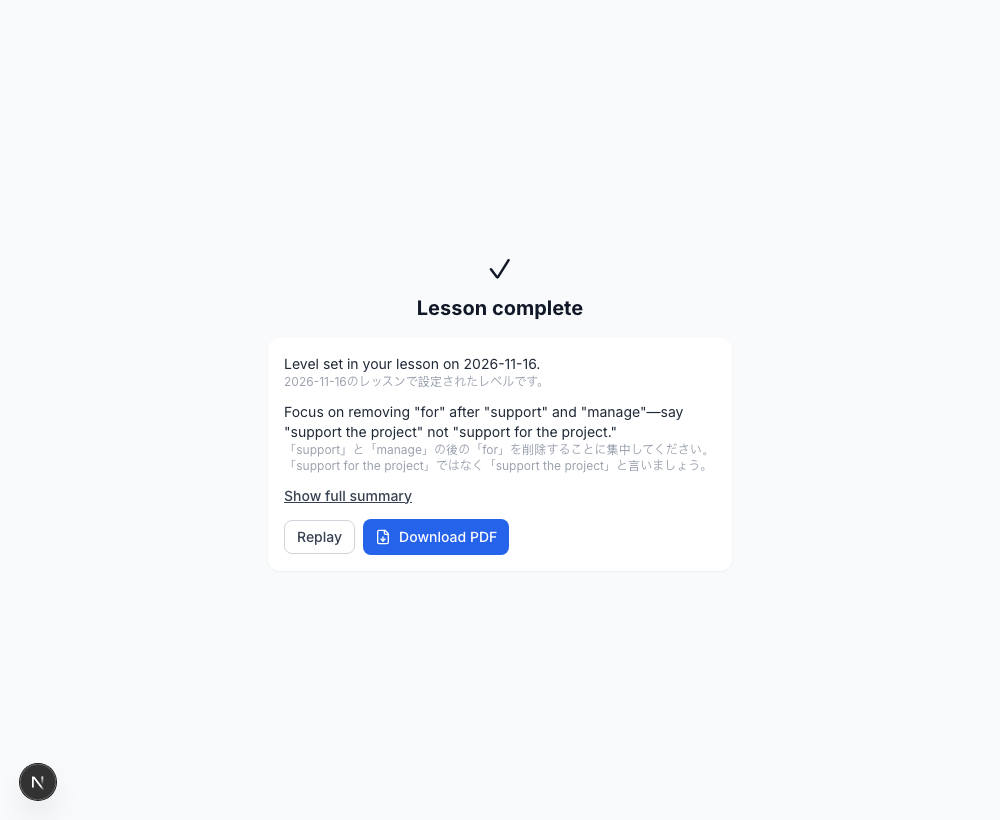 Lesson complete
Level set in your lesson on 2026-11-16.
2026-11-16のレッスンで設定されたレベルです。
Focus on removing "for" after "support" and "manage"—say
"support the project" not "support for the project."
「support」と「manage」の後の「for」を削除することに集中してください。
「support for the project」ではなく「support the project」と言いましょう。
Show full summary
Replay
Download PDF
N